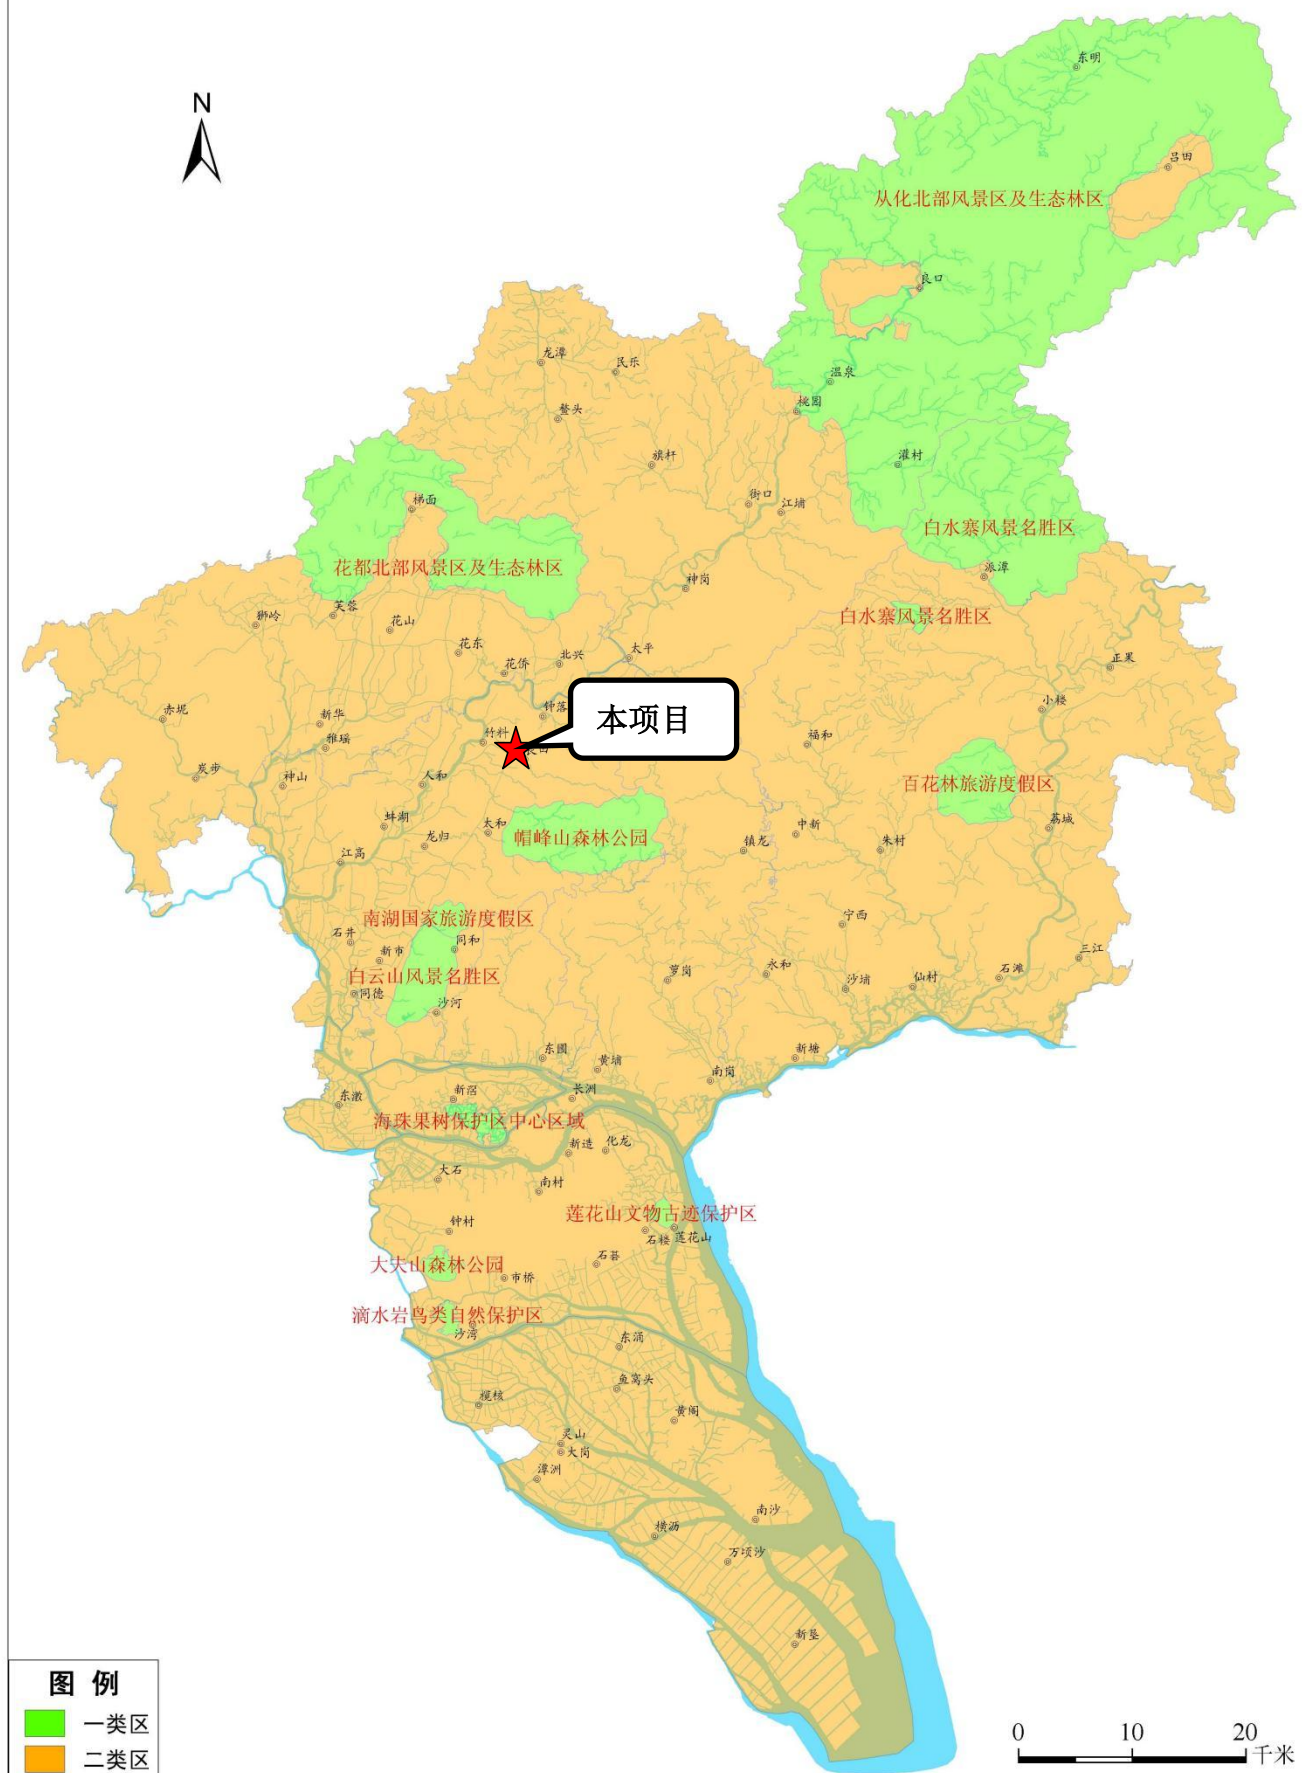 N
东明
吕田
从化北部风景区及生态林区
良口
龙潭
民乐
温泉
鳌头
桃园
旗杆
灌村
梯面
街口
江埔
白水寨风景名胜区
花都北部风景区及生态林区
派潭
神岗
狮岭
芙蓉
花山
白水寨风景名胜区
花东
花侨
北兴
太平
正果
赤坭
新华
钟落
本项目
小楼
雅瑶
竹料
福和
炭步
神山
人和
百花林旅游度假区
蚌湖
太和
龙归
帽峰山森林公园
镇龙
中新
朱村
荔城
江高
南湖国家旅游度假区
宁西
石井
同和
新市
三江
白云山风景名胜区
萝岗
永和
沙埔
仙村
石滩
同德
沙河
东圃
黄埔
新塘
南岗
东漖
新滘
长洲
海珠果树保护区中心区域
新造
化龙
大石
南村
钟村
莲花山文物古迹保护区
石楼
莲花山
大夫山森林公园
石碁
市桥
滴水岩鸟类自然保护区
沙湾
东涌
鱼窝头
榄核
黄阁
灵山
大岗
潭洲
南沙
横沥
万顷沙
新垦
图 例
一类区
二类区
0 10 20
千米